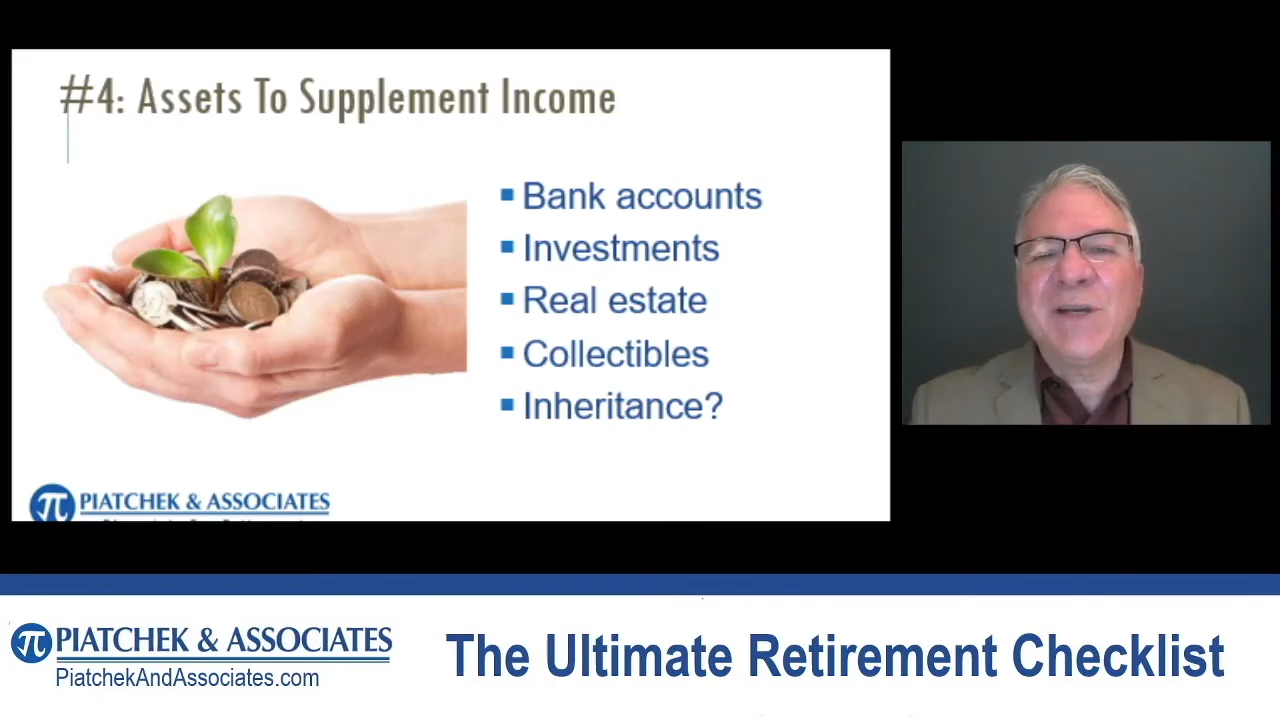 #4: Assets To Supplement Income
▪ Bank accounts
▪ Investments
▪ Real estate
▪ Collectibles
▪ Inheritance?
π PIATCHEK & ASSOCIATES
π PIATCHEK & ASSOCIATES
PiatchekAndAssociates.com
The Ultimate Retirement Checklist